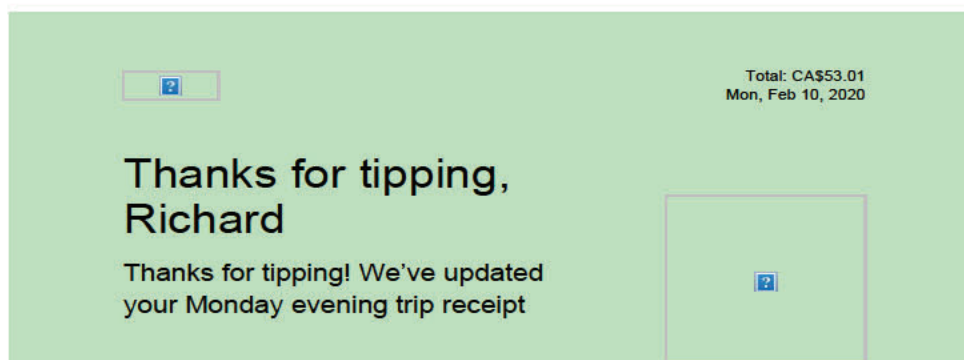 Total: CA$53.01
Mon, Feb 10, 2020
Thanks for tipping,
Richard
Thanks for tipping! We've updated
your Monday evening trip receipt